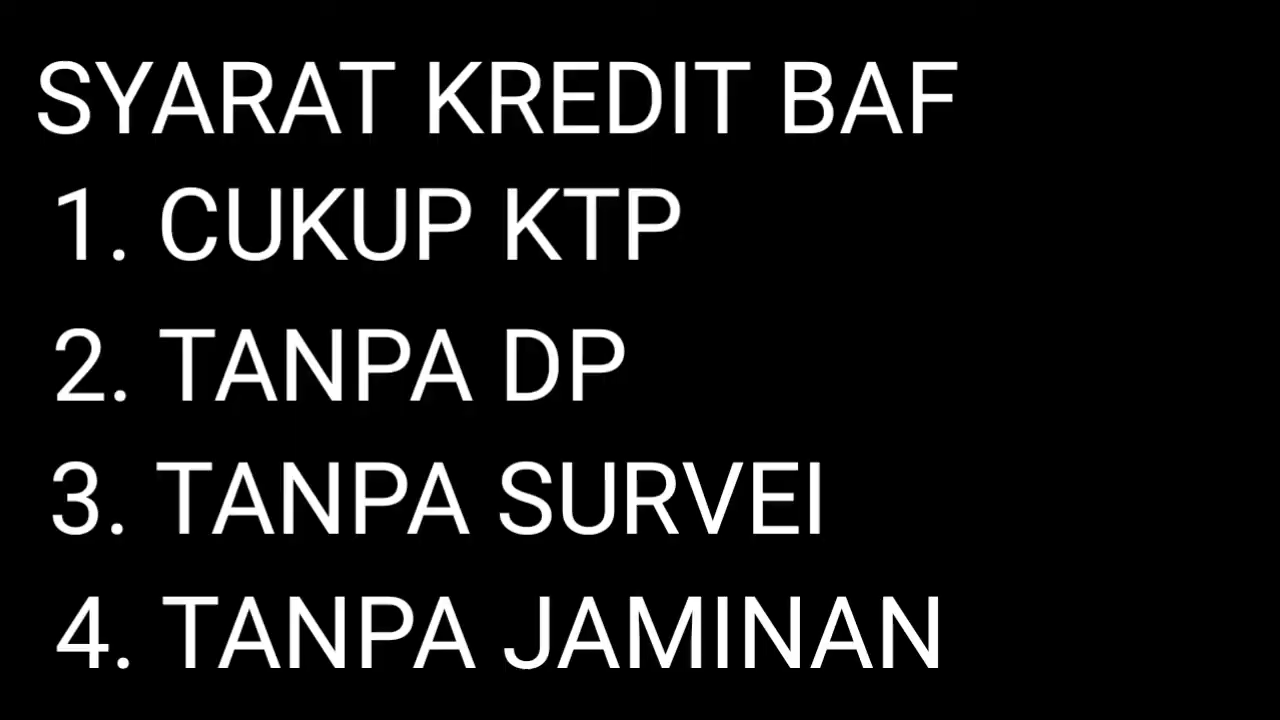 SYARAT KREDIT BAF
1. CUKUP KTP
2. TANPA DP
3. TANPA SURVEI
4. TANPA JAMINAN